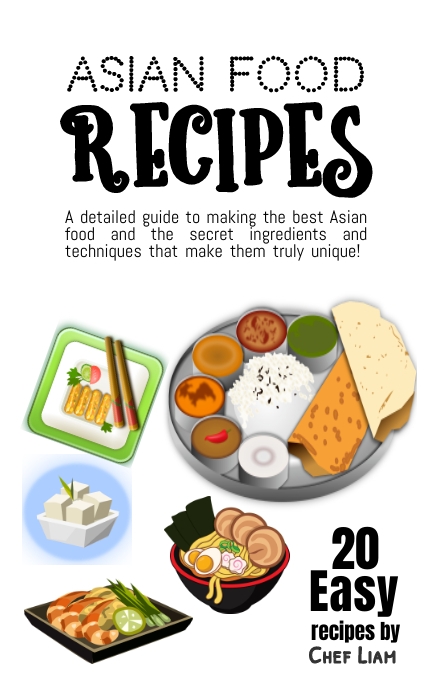 ASIAN FOOD
RECIPES
A detailed guide to making the best Asian
food and the secret ingredients and
techniques that make them truly unique!
20
Easy
recipes by
CHEF LIAM